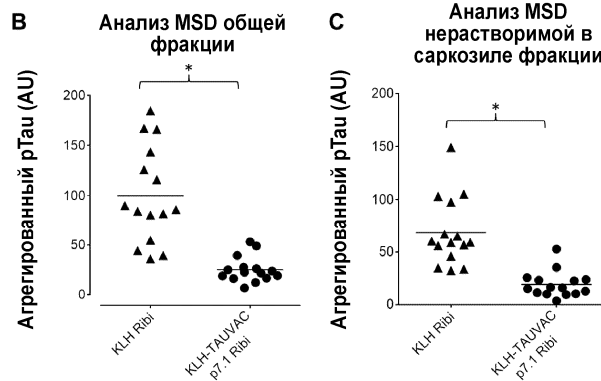 B
Анализ MSD общей
фракции
Агрегированный pTau (AU)
*
200
150
100
50
0
KLH Ribi
KLH-TAUVAC
p7.1 Ribi
C
Анализ MSD
нерастворимой в
саркозиле фракции
Агрегированный pTau (AU)
*
200
150
100
50
0
KLH Ribi
KLH-TAUVAC
p7.1 Ribi